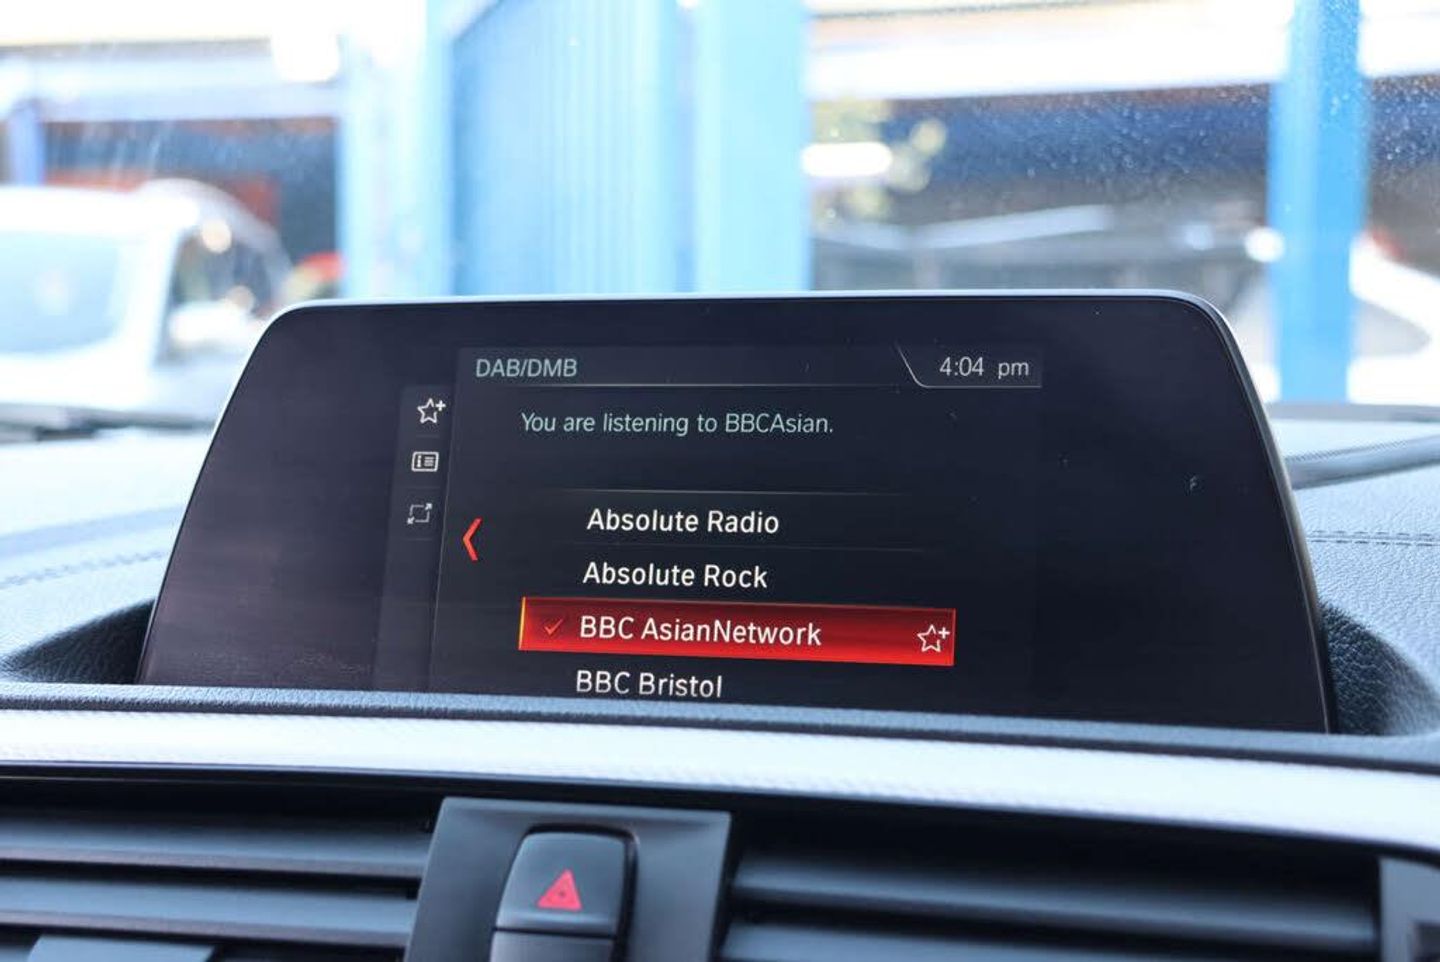 DAB/DMB
4:04 pm
You are listening to BBCAsian.
Absolute Radio
Absolute Rock
BBC AsianNetwork
BBC Bristol